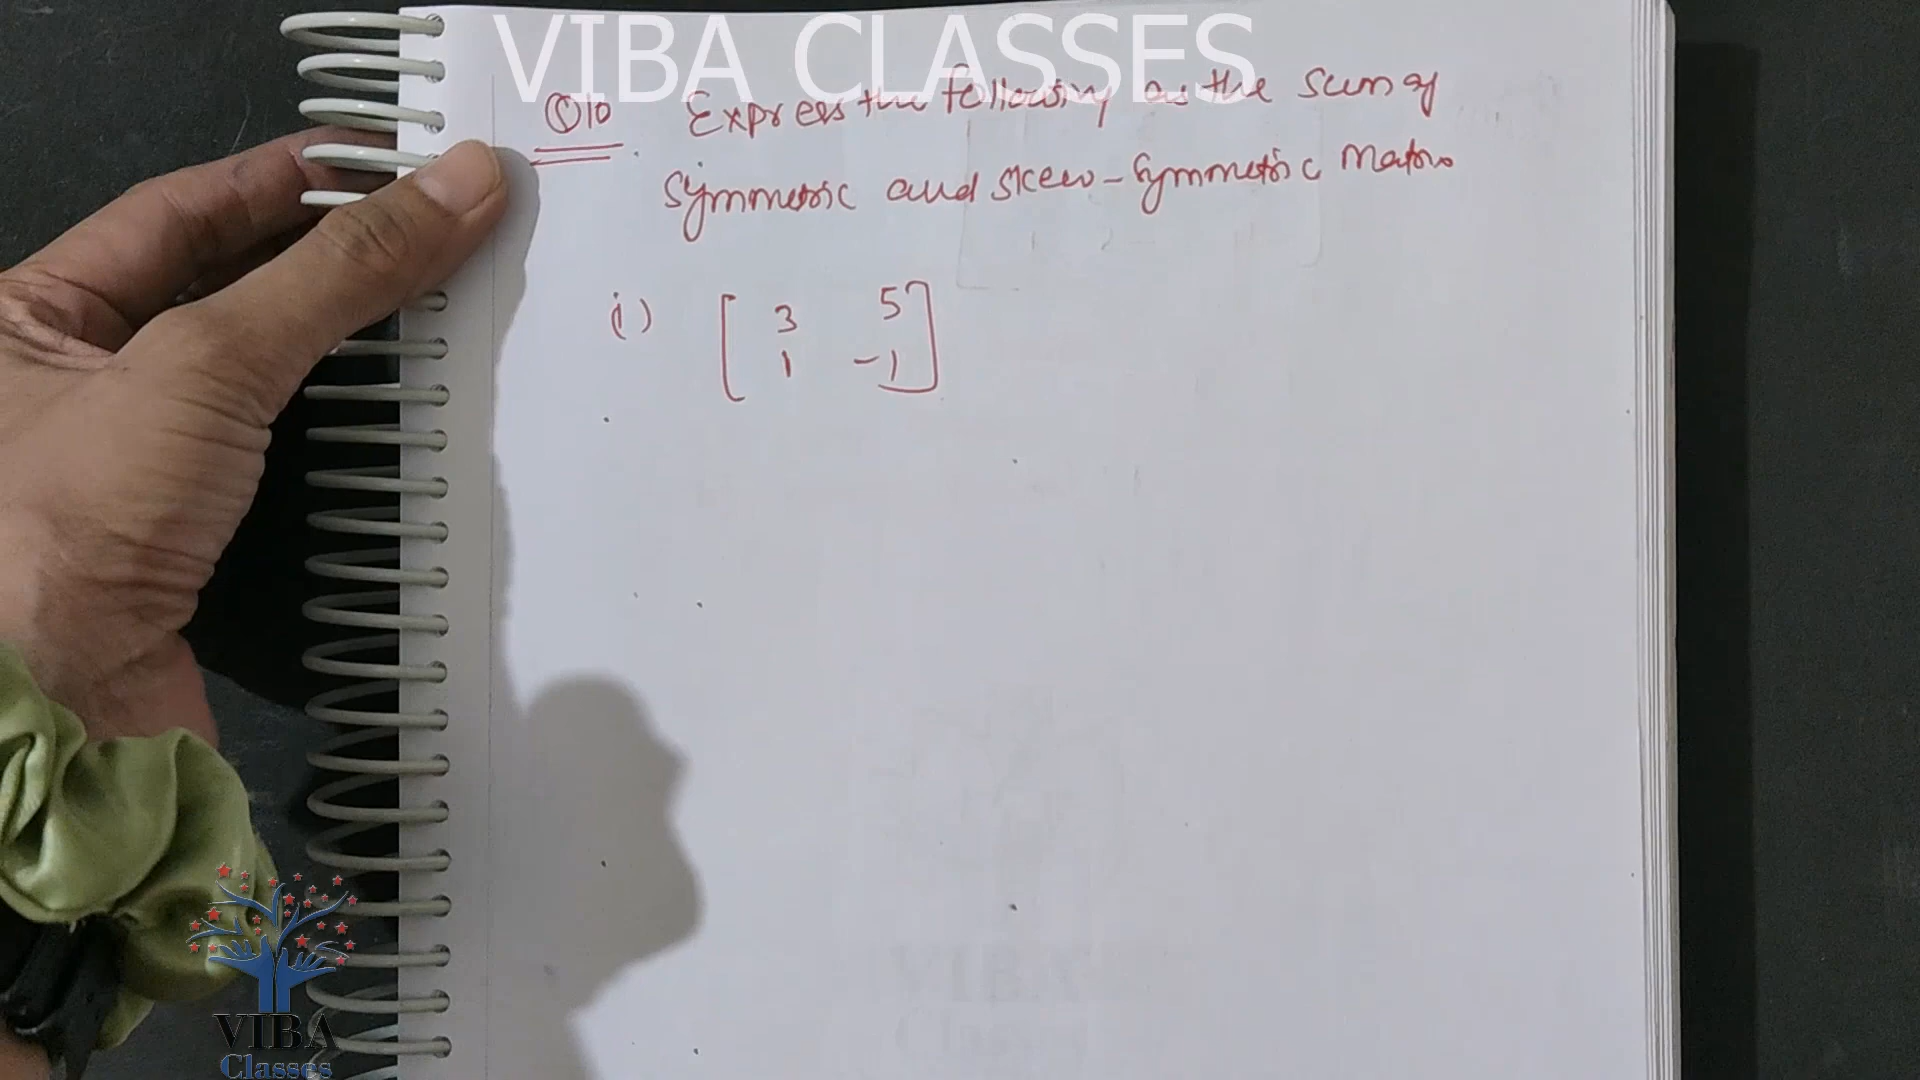 VIBA CLASSES
Q10 Express the following as the sum of
symmetric and skew-symmetric Matrix
(i) [ 3 5 ]
[ 1 -1 ]
VIBA
Classes